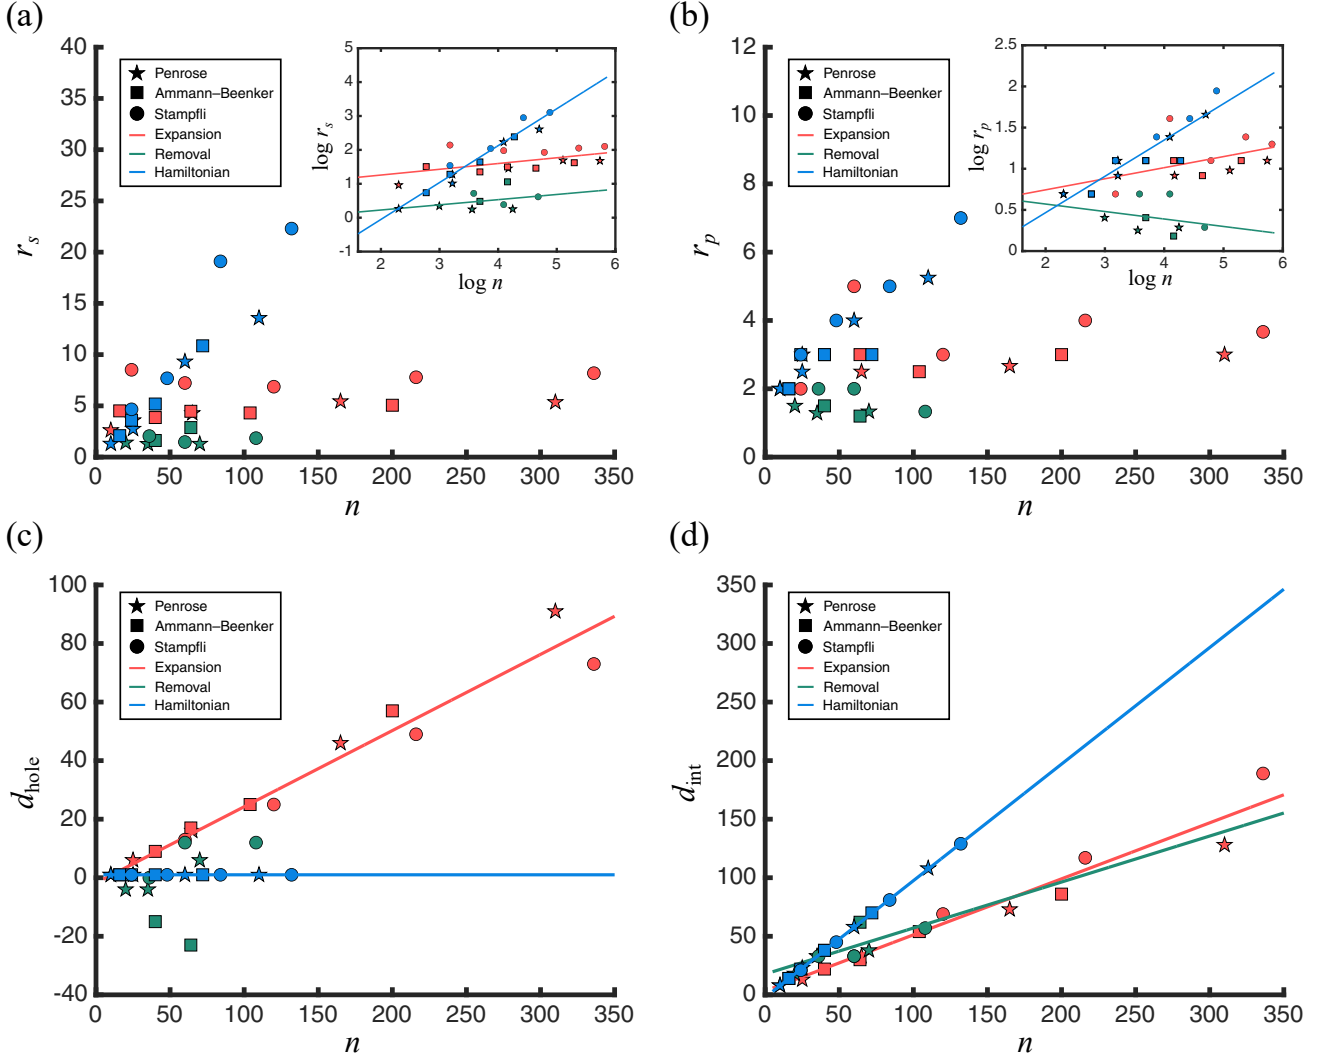 (a)
40
35
30
25
20
15
10
5
0
r_s
0 50 100 150 200 250 300 350
n
Penrose
Ammann–Beenker
Stampfli
Expansion
Removal
Hamiltonian
5
4
3
2
1
0
-1
log r_s
2 3 4 5 6
log n
(b)
12
10
8
6
4
2
0
r_p
0 50 100 150 200 250 300 350
n
Penrose
Ammann–Beenker
Stampfli
Expansion
Removal
Hamiltonian
2.5
2
1.5
1
0.5
0
log r_p
2 3 4 5 6
log n
(c)
100
80
60
40
20
0
-20
-40
d_hole
0 50 100 150 200 250 300 350
n
Penrose
Ammann–Beenker
Stampfli
Expansion
Removal
Hamiltonian
(d)
350
300
250
200
150
100
50
0
d_int
0 50 100 150 200 250 300 350
n
Penrose
Ammann–Beenker
Stampfli
Expansion
Removal
Hamiltonian